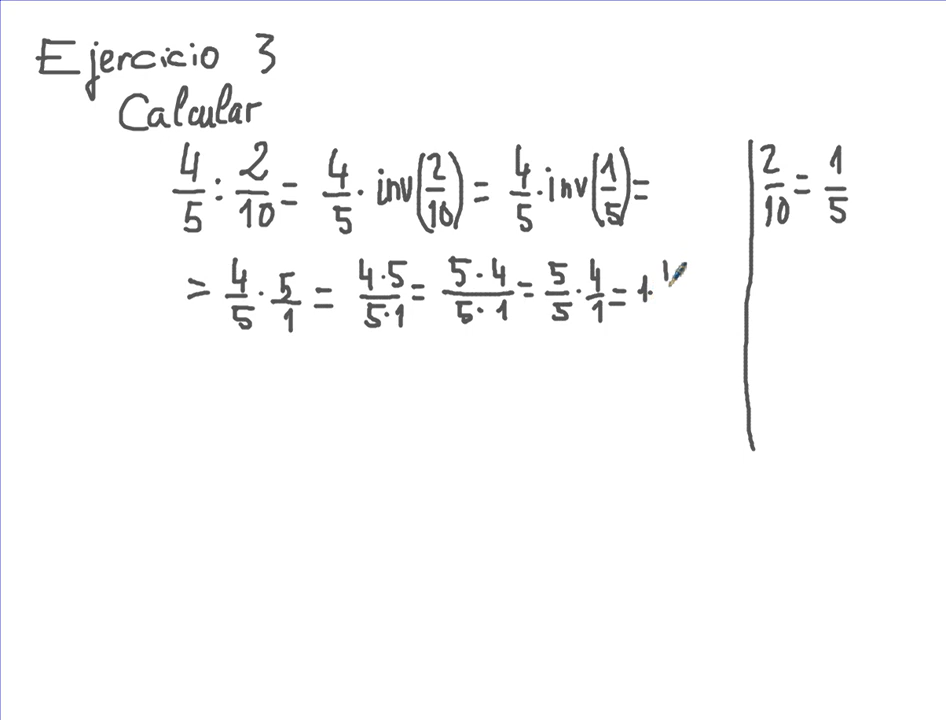 Ejercicio 3
Calcular
4/5 : 2/10 = 4/5 · inv(2/10) = 4/5 · inv(1/5) =
= 4/5 · 5/1 = 4·5/5·1 = 5·4/5·1 = 5/5 · 4/1 = +
2/10 = 1/5